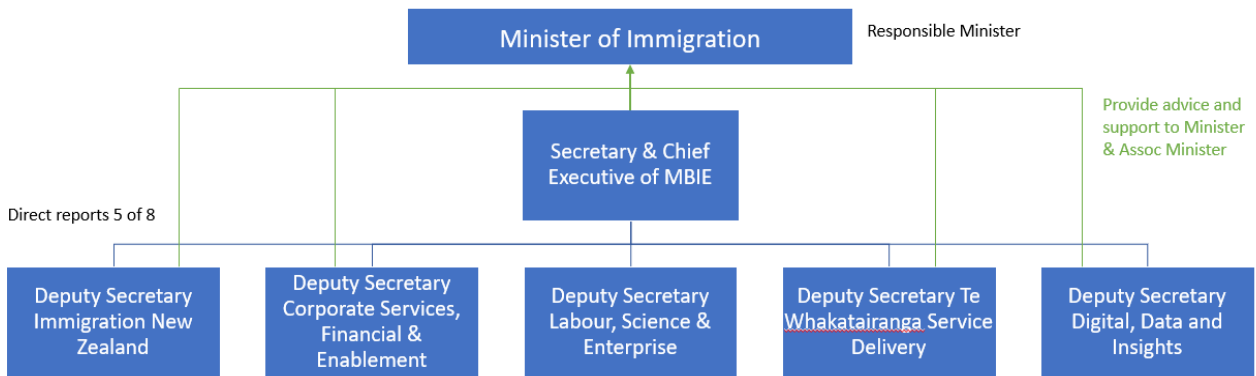 Minister of Immigration
Responsible Minister
Provide advice and
support to Minister
& Assoc Minister
Secretary & Chief
Executive of MBIE
Direct reports 5 of 8
Deputy Secretary
Immigration New
Zealand
Deputy Secretary
Corporate Services,
Financial &
Enablement
Deputy Secretary
Labour, Science &
Enterprise
Deputy Secretary Te
Whakatairanga Service
Delivery
Deputy Secretary
Digital, Data and
Insights